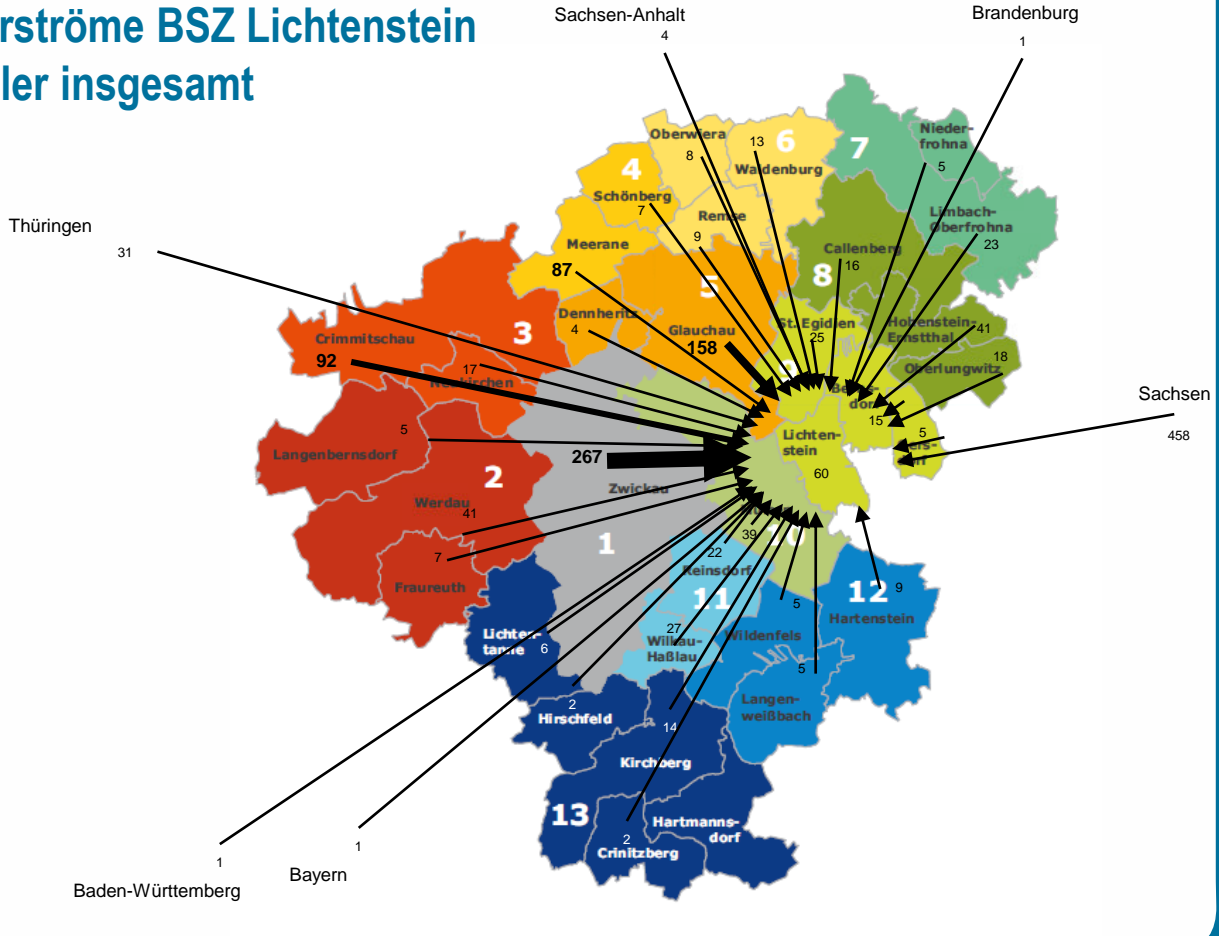 rströme BSZ Lichtenstein
ler insgesamt
Sachsen-Anhalt
4
Brandenburg
1
Thüringen
31
Sachsen
458
Baden-Württemberg
1
Bayern
1
Oberwiera
8
6
13
Waldenburg
7
Nieder-
frohna
5
4
Schönberg
7
Remse
9
Limbach-
Oberfrohna
23
Meerane
87
Callenberg
16
8
5
Dennheritz
4
Glauchau
158
St. Egidien
25
Hohenstein-
Ernstthal
41
3
Crimmitschau
92
17
Neukirchen
Oberlungwitz
18
9
15
5
Lichten-
stein
60
5
Langenbernsdorf
2
267
Zwickau
Werdau
41
7
Fraureuth
1
39
10
22
Reinsdorf
11
27
Wilkau-
Haßlau
5
Wildenfels
12
9
Hartenstein
Lichten-
tanne
6
5
Langen-
weißbach
2
Hirschfeld
14
Kirchberg
13
Hartmanns-
dorf
2
Crinitzberg